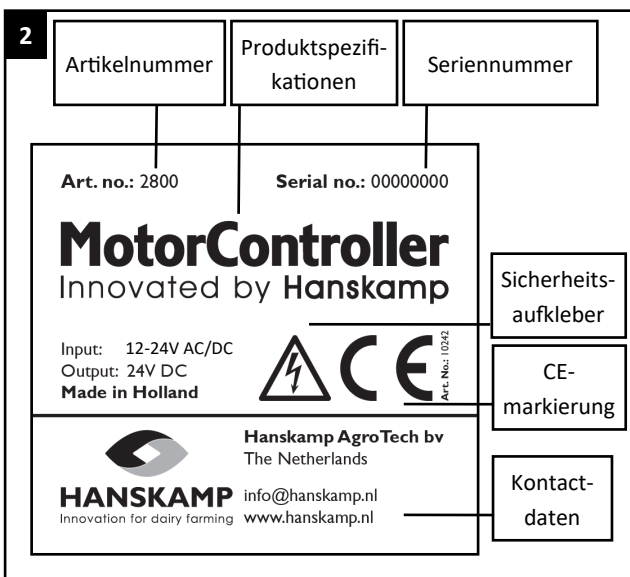 2
Artikelnummer
Produktspezifi-
kationen
Seriennummer
Art. no.: 2800
Serial no.: 00000000
MotorController
Innovated by Hanskamp
Sicherheits-
aufkleber
Input: 12-24V AC/DC
Output: 24V DC
Made in Holland
CE
Art. No.: 10242
CE-
markierung
Hanskamp AgroTech bv
The Netherlands
HANSKAMP
Innovation for dairy farming
info@hanskamp.nl
www.hanskamp.nl
Kontact-
daten